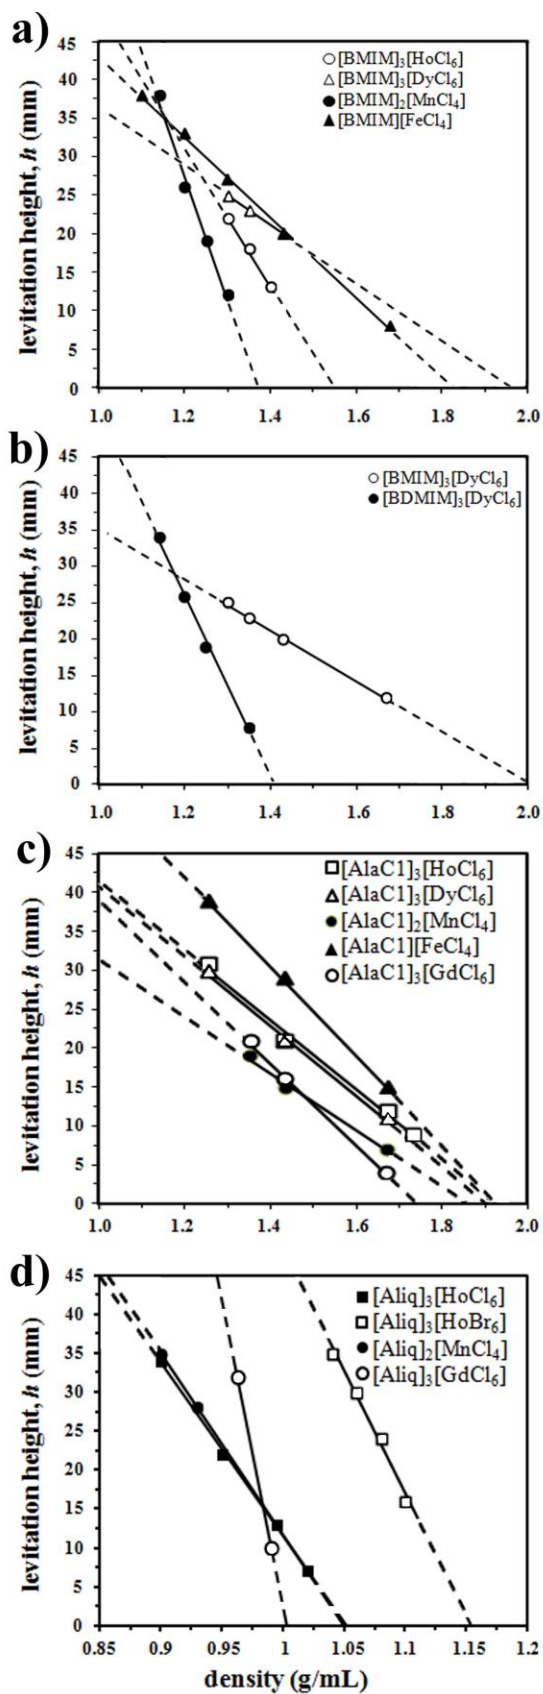 a)
levitation height, h (mm)
45
40
35
30
25
20
15
10
5
0
[BMIM]₃[HoCl₆]
[BMIM]₃[DyCl₆]
[BMIM]₂[MnCl₄]
[BMIM][FeCl₄]
1.0 1.2 1.4 1.6 1.8 2.0
b)
levitation height, h (mm)
45
40
35
30
25
20
15
10
5
0
[BMIM]₃[DyCl₆]
[BDMIM]₃[DyCl₆]
1.0 1.2 1.4 1.6 1.8 2.0
c)
levitation height, h (mm)
45
40
35
30
25
20
15
10
5
0
[AlaC1]₃[HoCl₆]
[AlaC1]₃[DyCl₆]
[AlaC1]₂[MnCl₄]
[AlaC1][FeCl₄]
[AlaC1]₃[GdCl₆]
1.0 1.2 1.4 1.6 1.8 2.0
d)
levitation height, h (mm)
45
40
35
30
25
20
15
10
5
0
[Aliq]₃[HoCl₆]
[Aliq]₃[HoBr₆]
[Aliq]₂[MnCl₄]
[Aliq]₃[GdCl₆]
0.85 0.9 0.95 1 1.05 1.1 1.15 1.2
density (g/mL)